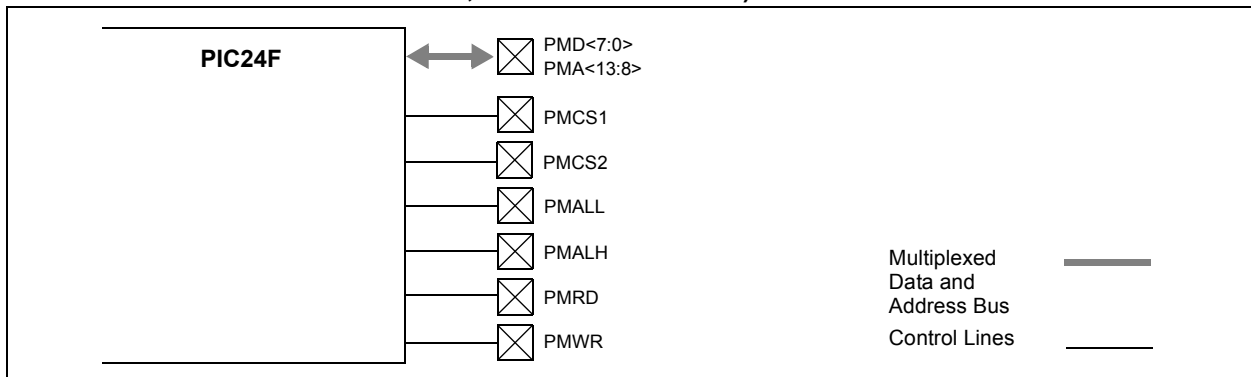 PIC24F
PMD<7:0>
PMA<13:8>
PMCS1
PMCS2
PMALL
PMALH
PMRD
PMWR
Multiplexed
Data and
Address Bus
Control Lines